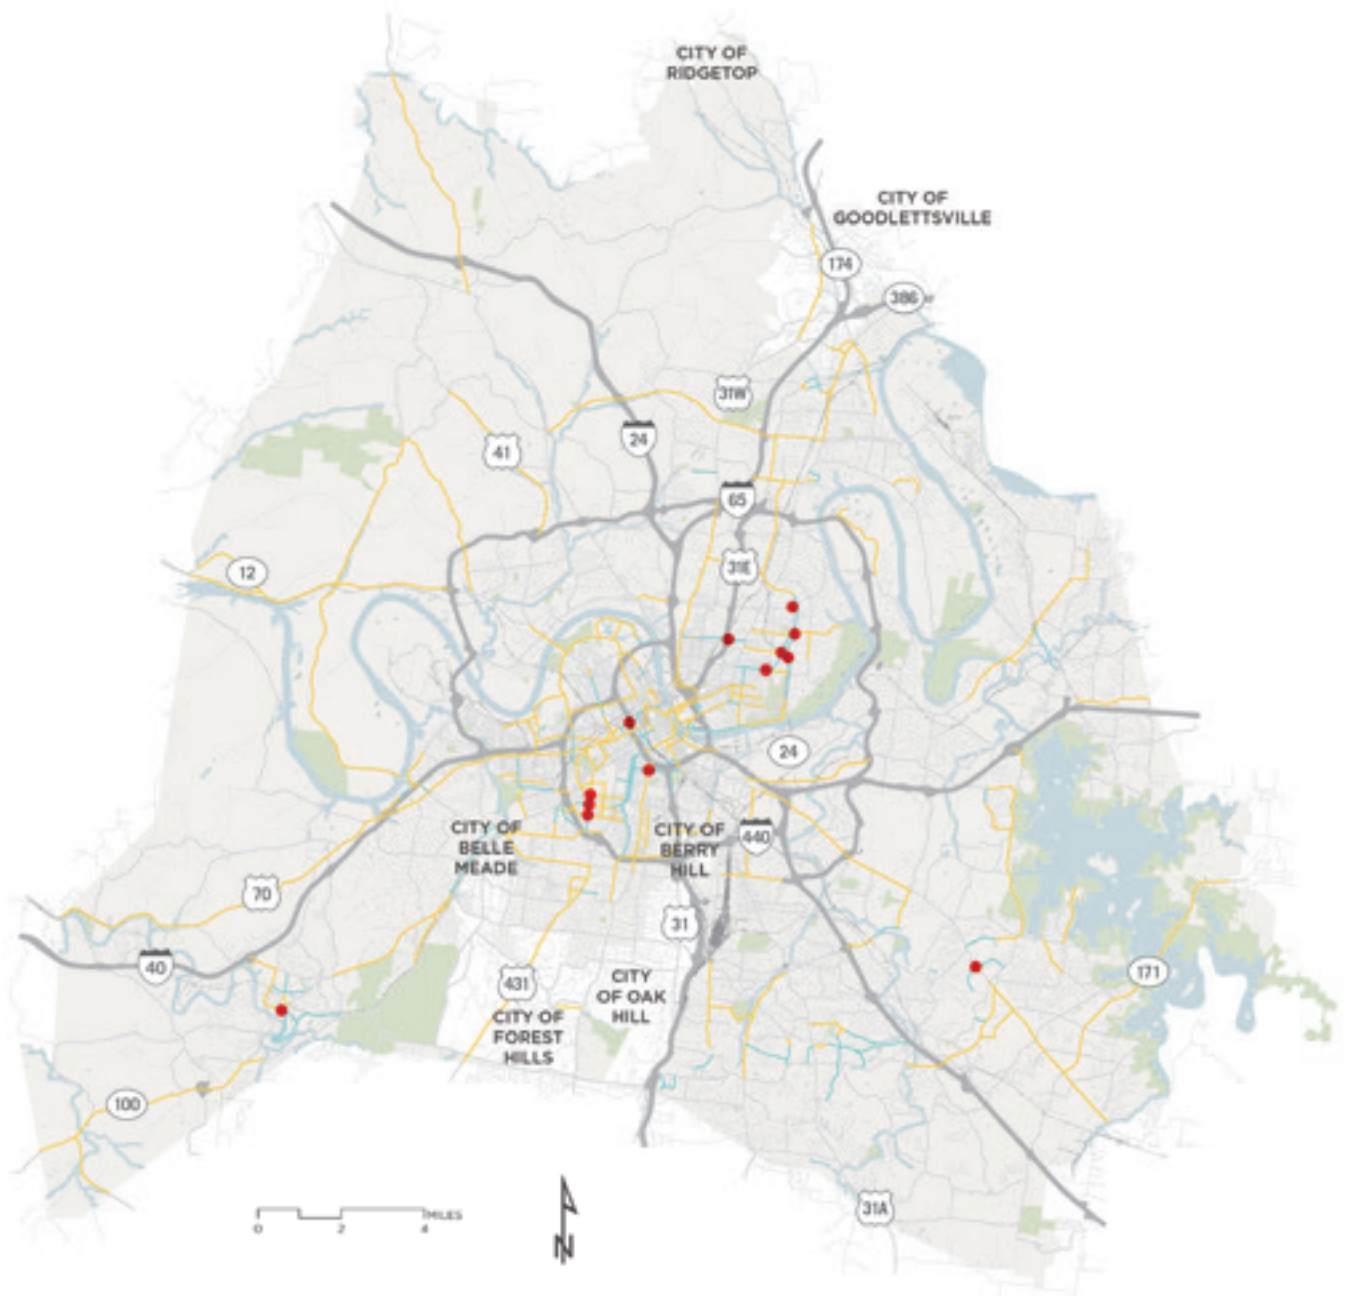 CITY OF
RIDGETOP
CITY OF
GOODLETTSVILLE
174
386
31W
24
41
65
31E
12
24
CITY OF
BELLE
MEADE
CITY OF
BERRY
HILL
440
70
31
40
431
CITY
OF OAK
HILL
171
CITY OF
FOREST
HILLS
100
MILES
0
2
4
N
31A